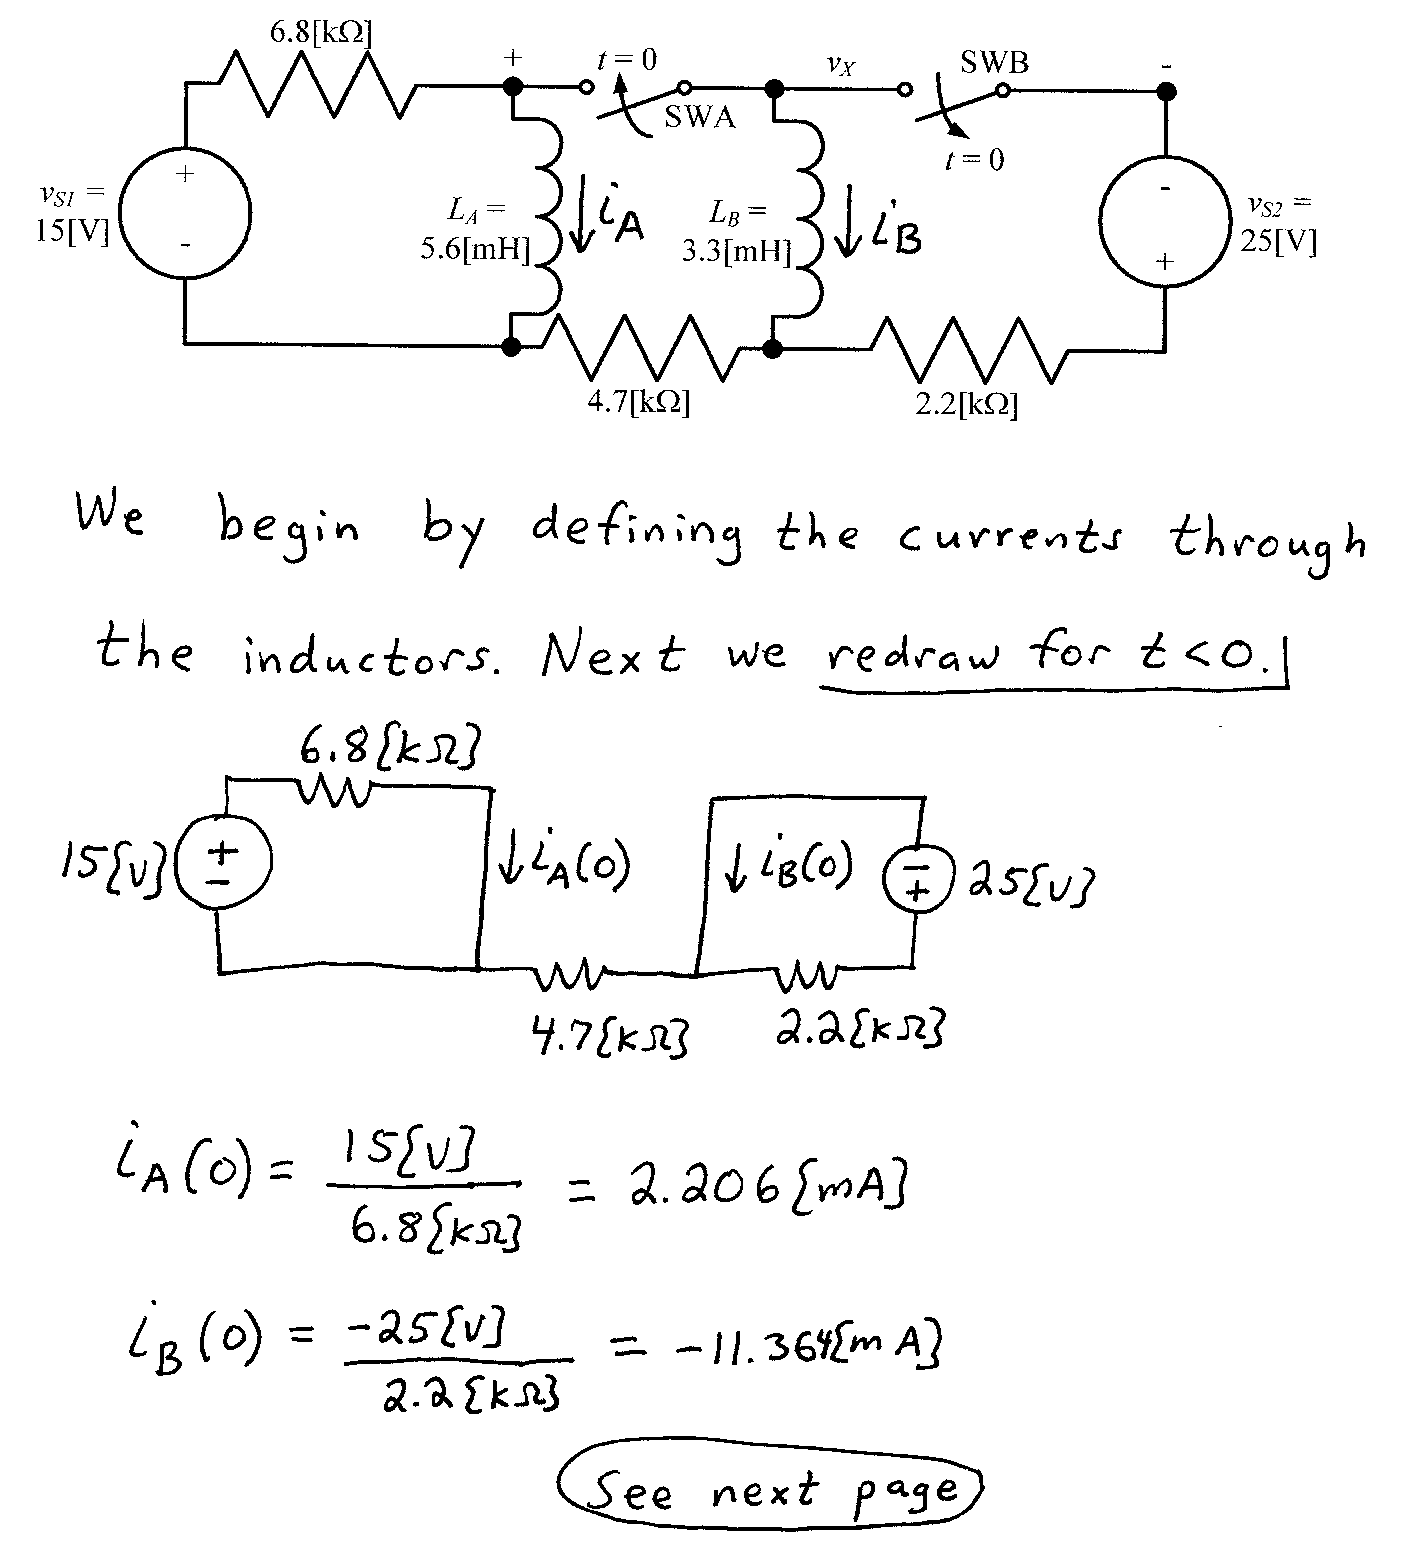 6.8[kΩ]
+ t = 0 vX SWB -
SWA
t = 0
+
vS1 =
15[V]
-
LA =
5.6[mH]
iA
LB =
3.3[mH]
iB
-
vS2 =
25[V]
+
4.7[kΩ] 2.2[kΩ]
We begin by defining the currents through
the inductors. Next we redraw for t<0.
6.8[kΩ]
15[V] + - iA(0) iB(0) - + 25[V]
4.7[kΩ] 2.2[kΩ]
iA(0) = 15[V] / 6.8[kΩ] = 2.206[mA]
iB(0) = -25[V] / 2.2[kΩ] = -11.364[mA]
See next page